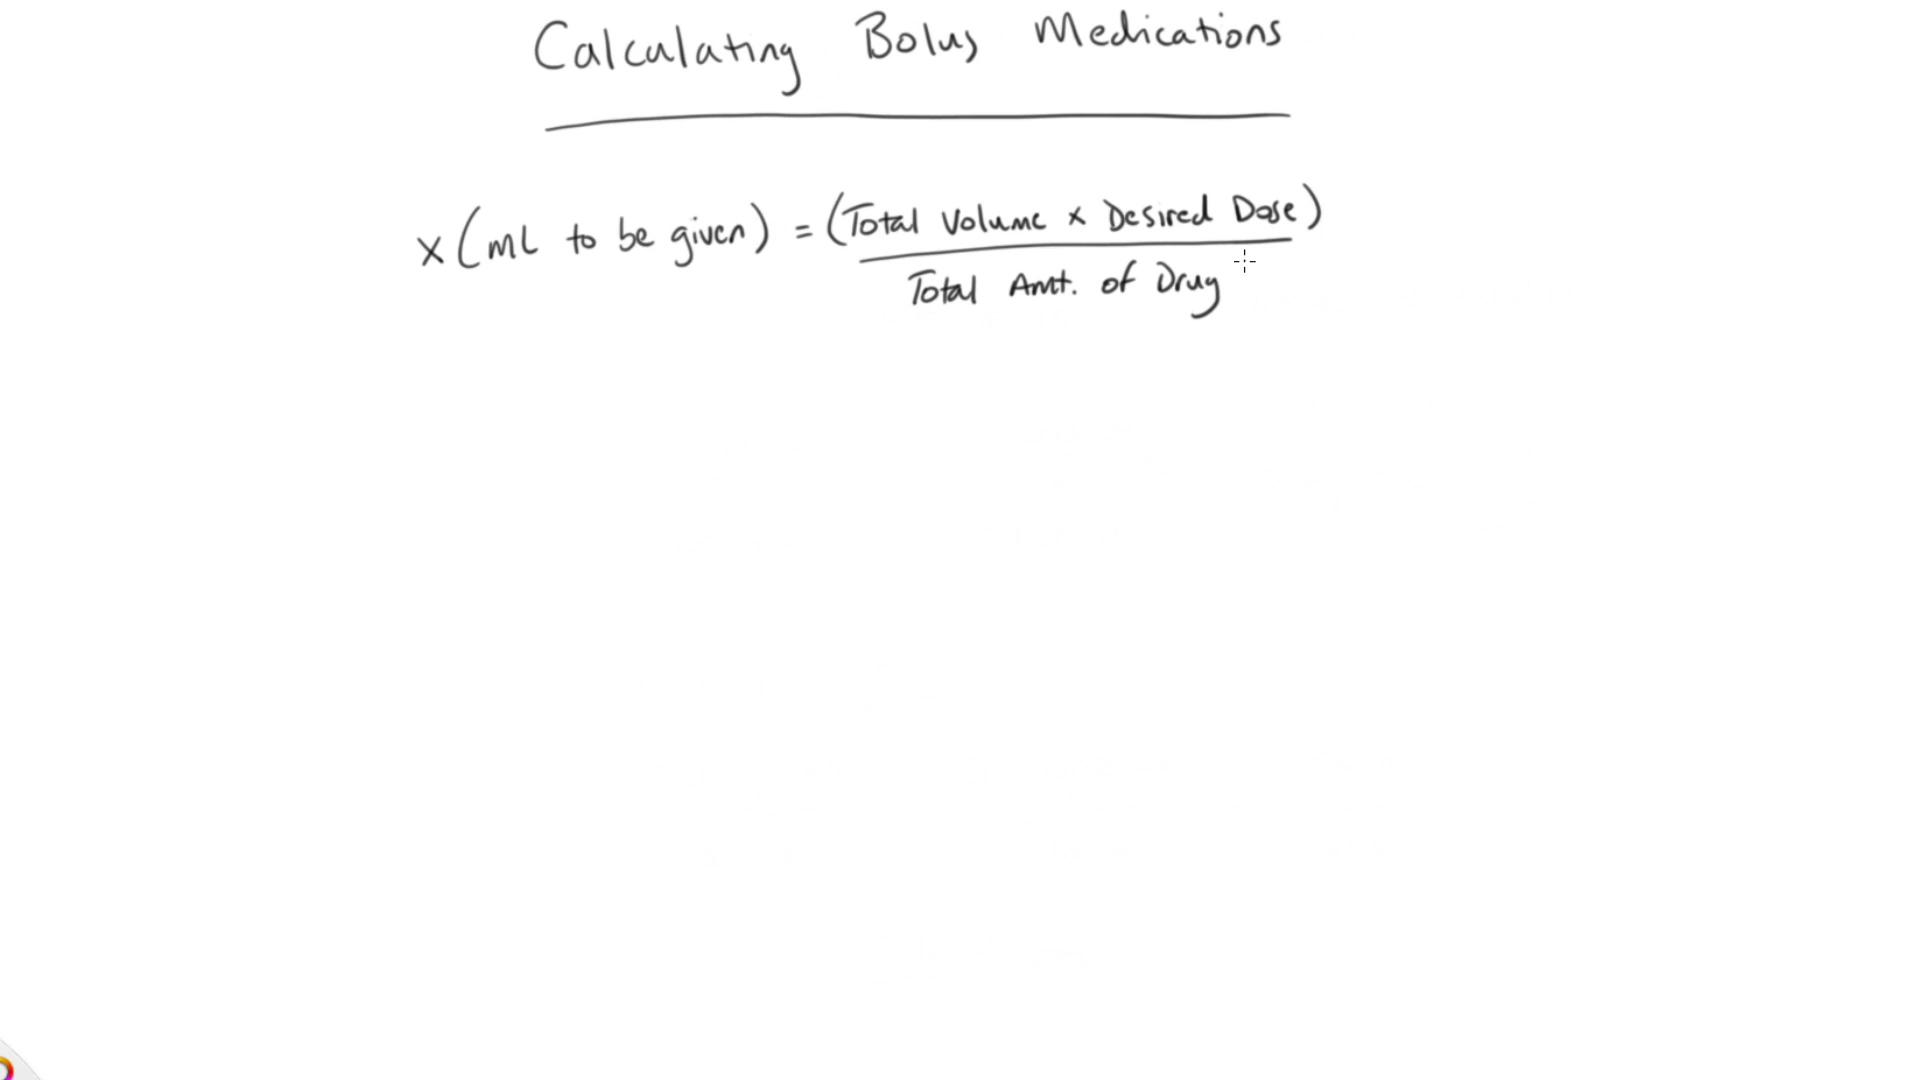 Calculating Bolus Medications
x (mL to be given) = (Total Volume x Desired Dose)
Total Amt. of Drug